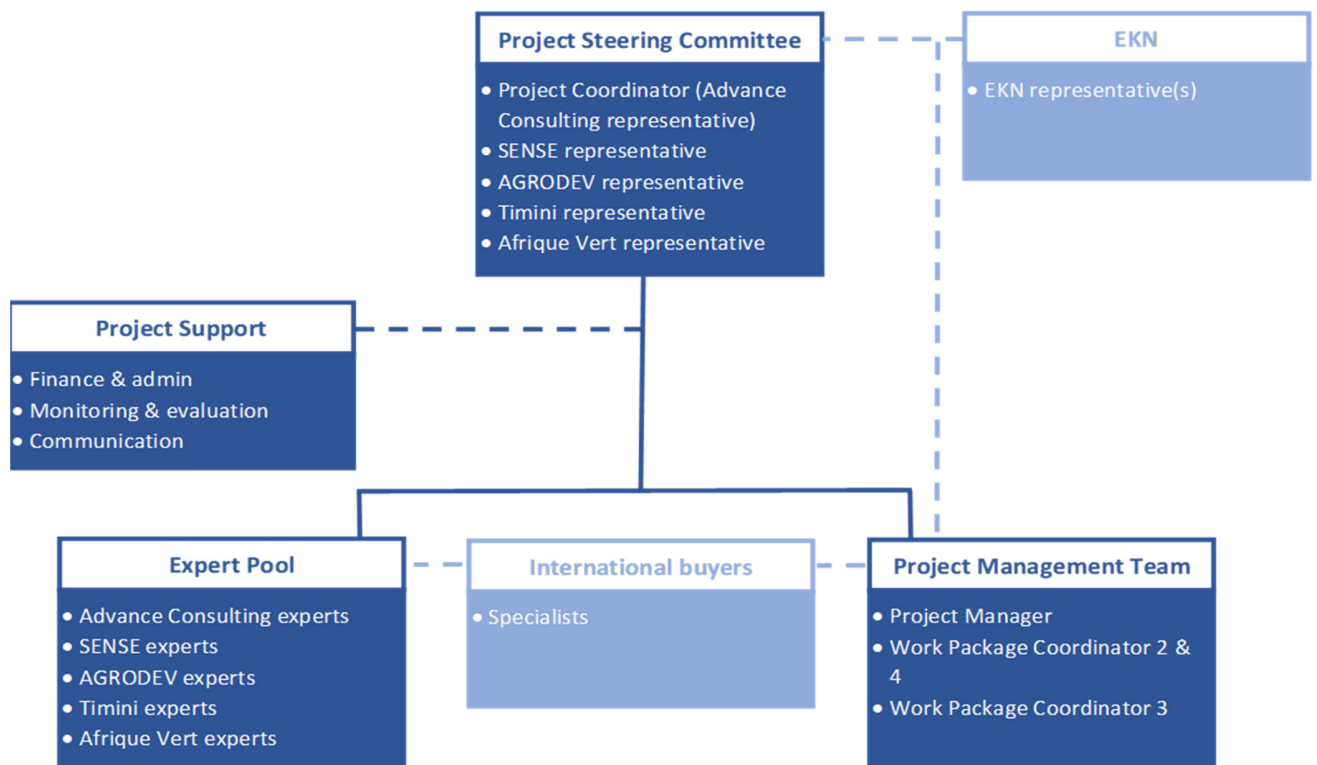 Project Steering Committee
• Project Coordinator (Advance
Consulting representative)
• SENSE representative
• AGRODEV representative
• Timini representative
• Afrique Vert representative
EKN
• EKN representative(s)
Project Support
• Finance & admin
• Monitoring & evaluation
• Communication
Expert Pool
• Advance Consulting experts
• SENSE experts
• AGRODEV experts
• Timini experts
• Afrique Vert experts
International buyers
• Specialists
Project Management Team
• Project Manager
• Work Package Coordinator 2 &
4
• Work Package Coordinator 3